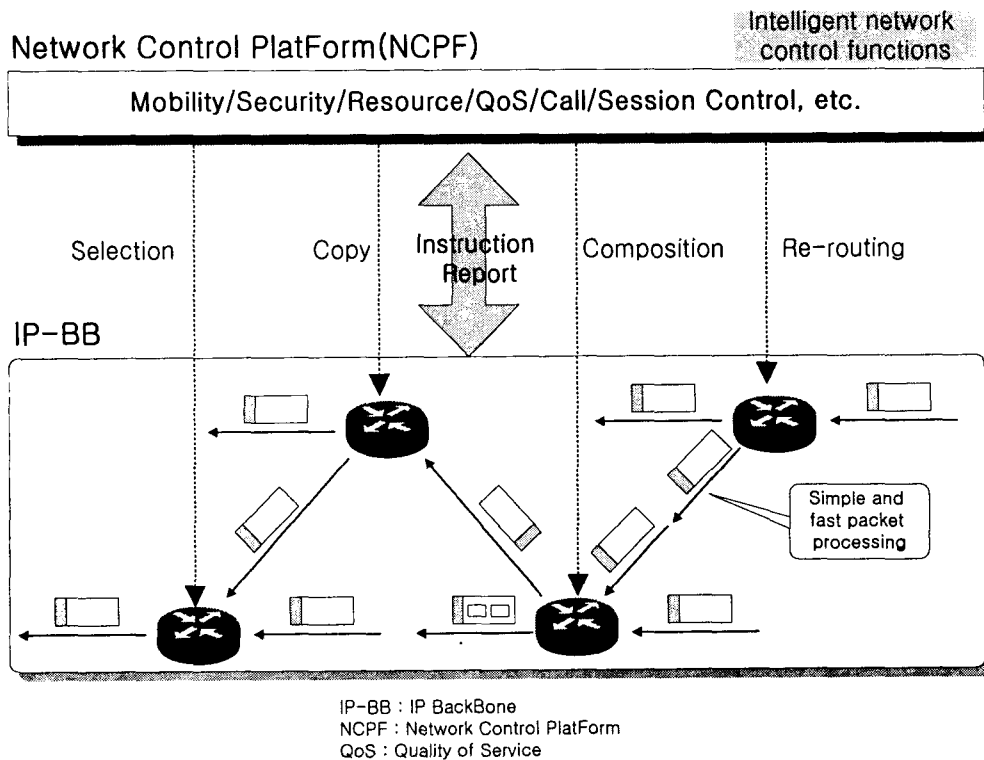 Intelligent network
control functions
Network Control PlatForm(NCPF)
Mobility/Security/Resource/QoS/Call/Session Control, etc.
Selection
Copy
Instruction
Report
Composition
Re-routing
IP-BB
Simple and
fast packet
processing
IP-BB : IP BackBone
NCPF : Network Control PlatForm
QoS : Quality of Service